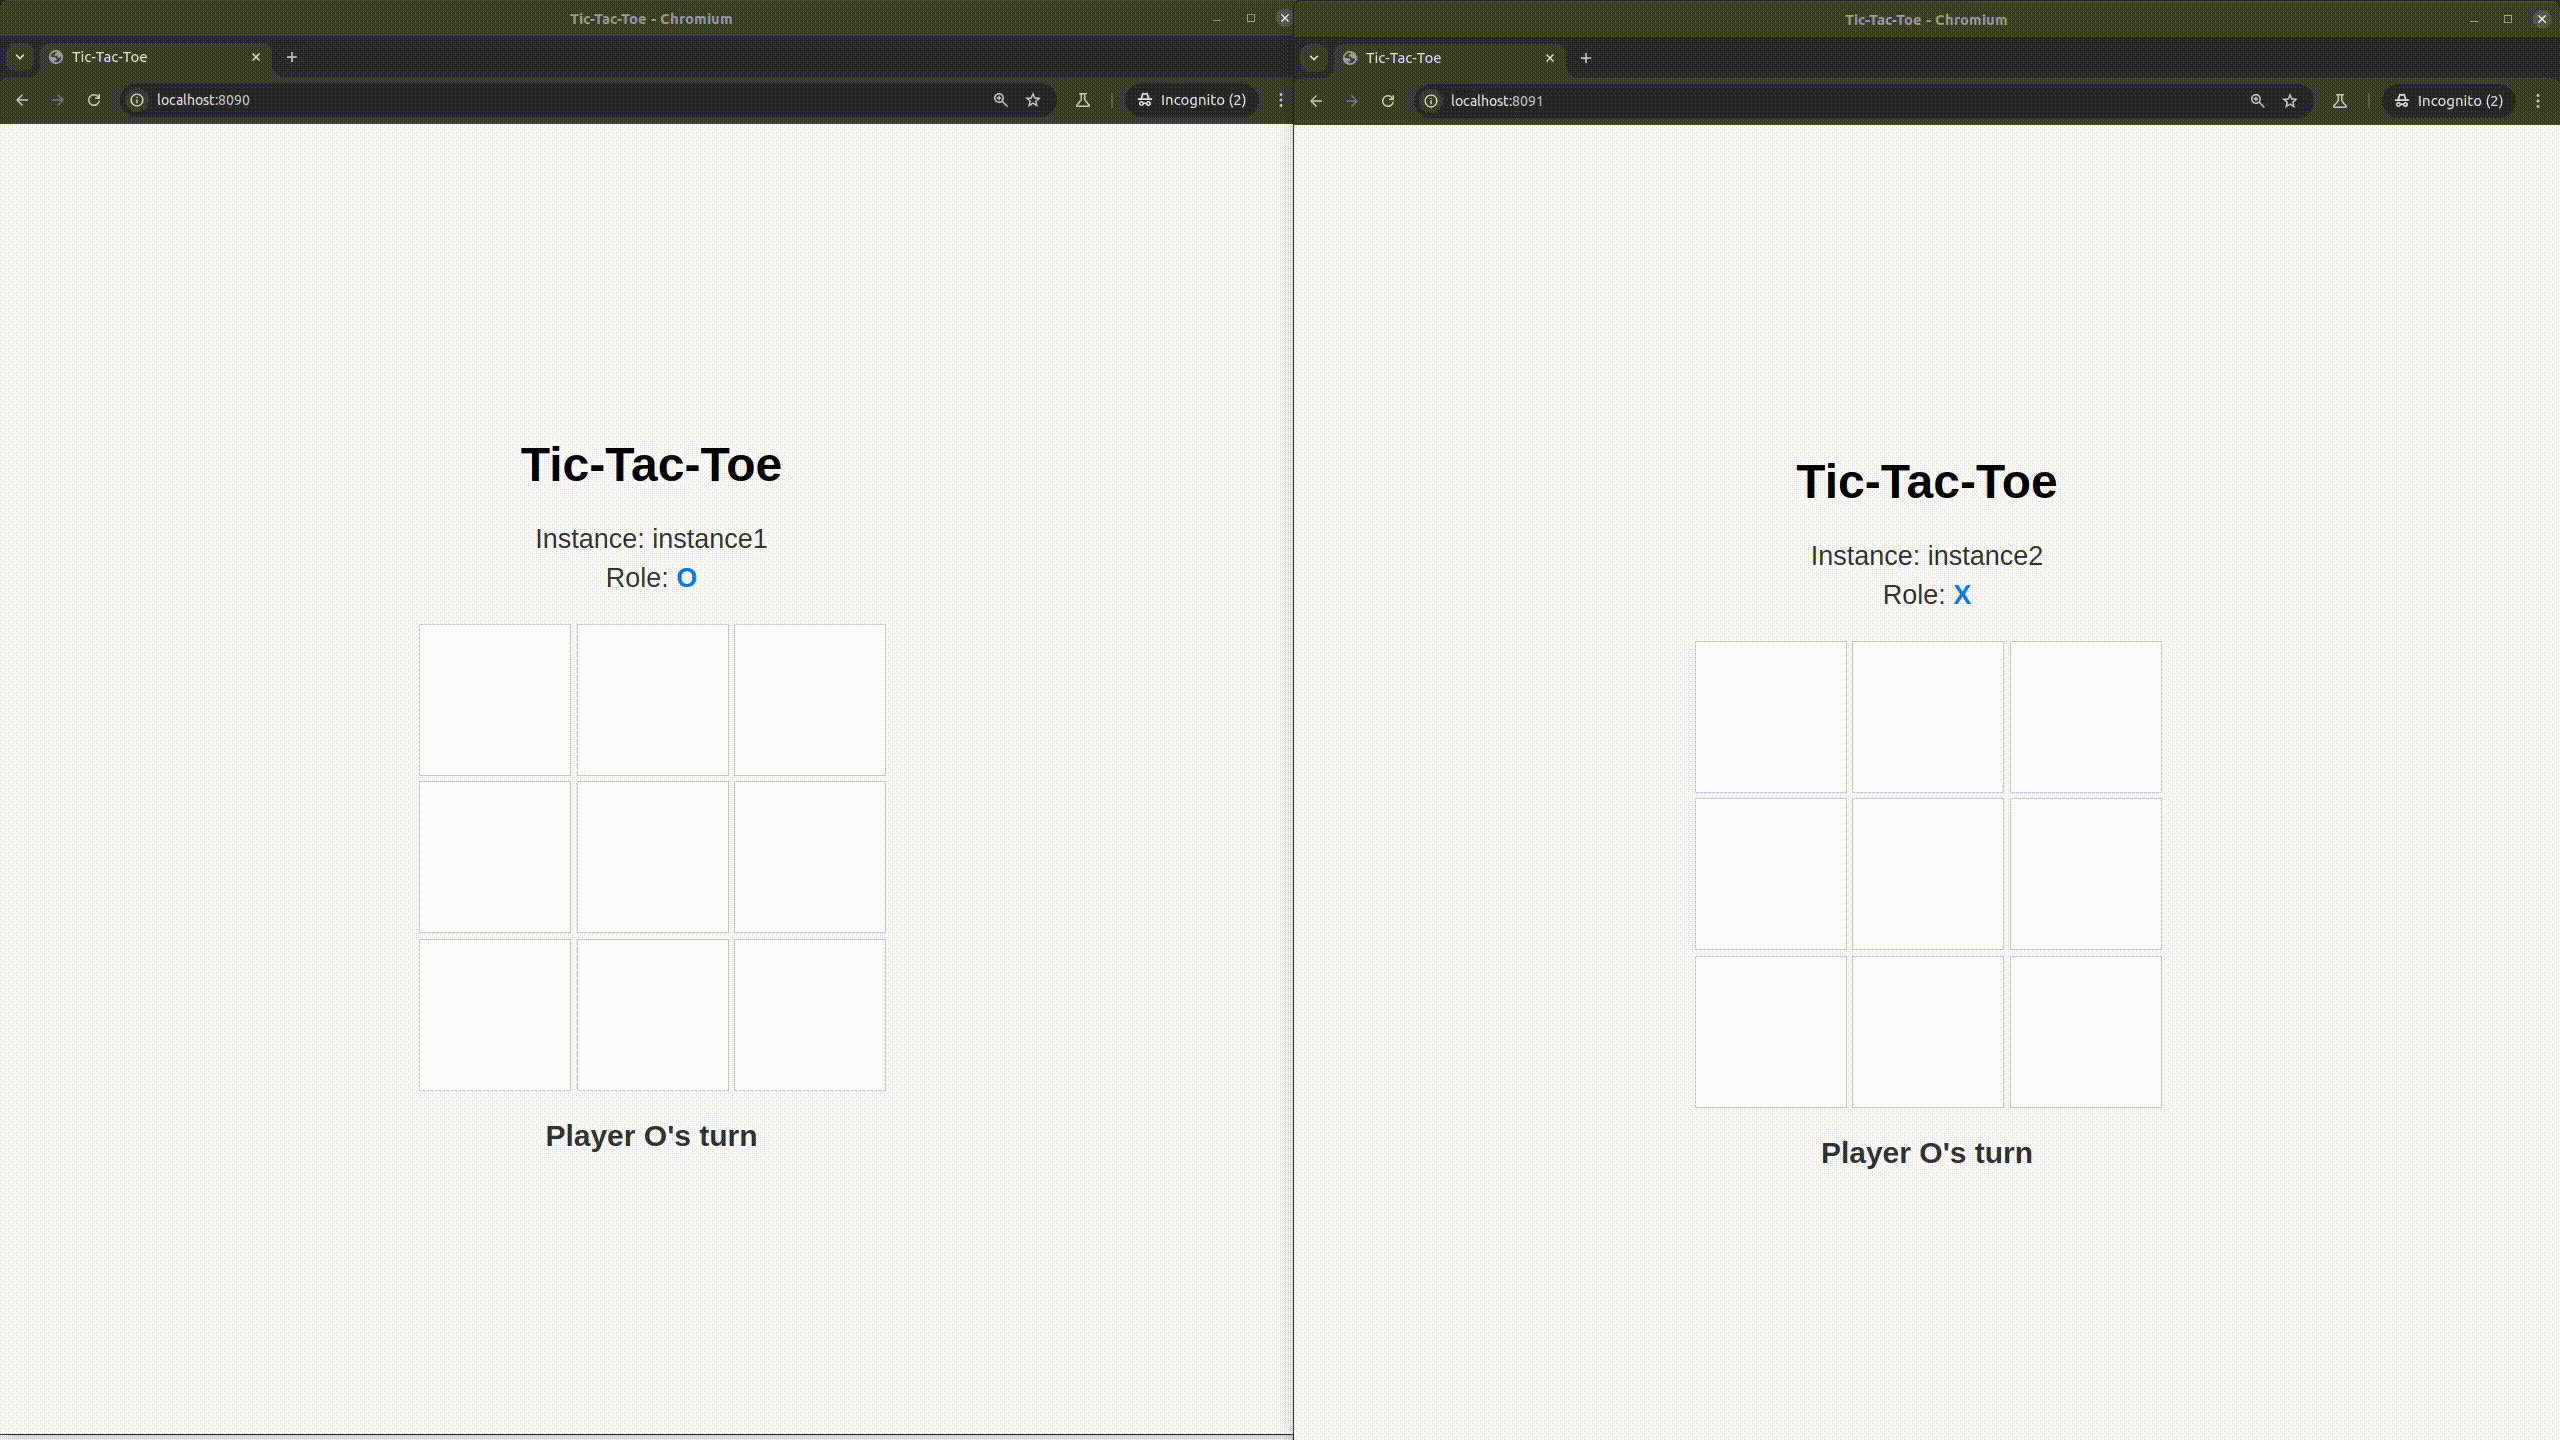 Tic-Tac-Toe - Chromium
Tic-Tac-Toe
localhost:8090
Incognito (2)
Tic-Tac-Toe
Instance: instance1
Role: O
Player O's turn
Tic-Tac-Toe - Chromium
Tic-Tac-Toe
localhost:8091
Incognito (2)
Tic-Tac-Toe
Instance: instance2
Role: X
Player O's turn